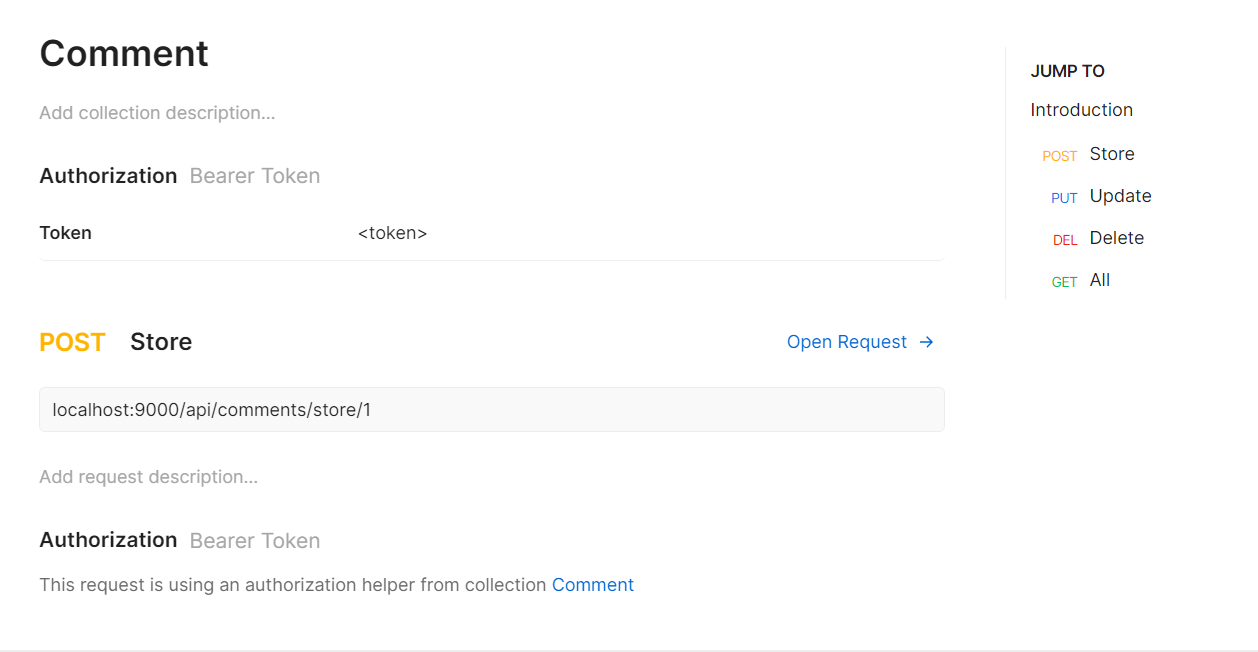 Comment
Add collection description...
Authorization Bearer Token
Token <token>
POST Store Open Request →
localhost:9000/api/comments/store/1
Add request description...
Authorization Bearer Token
This request is using an authorization helper from collection Comment
JUMP TO
Introduction
POST Store
PUT Update
DEL Delete
GET All